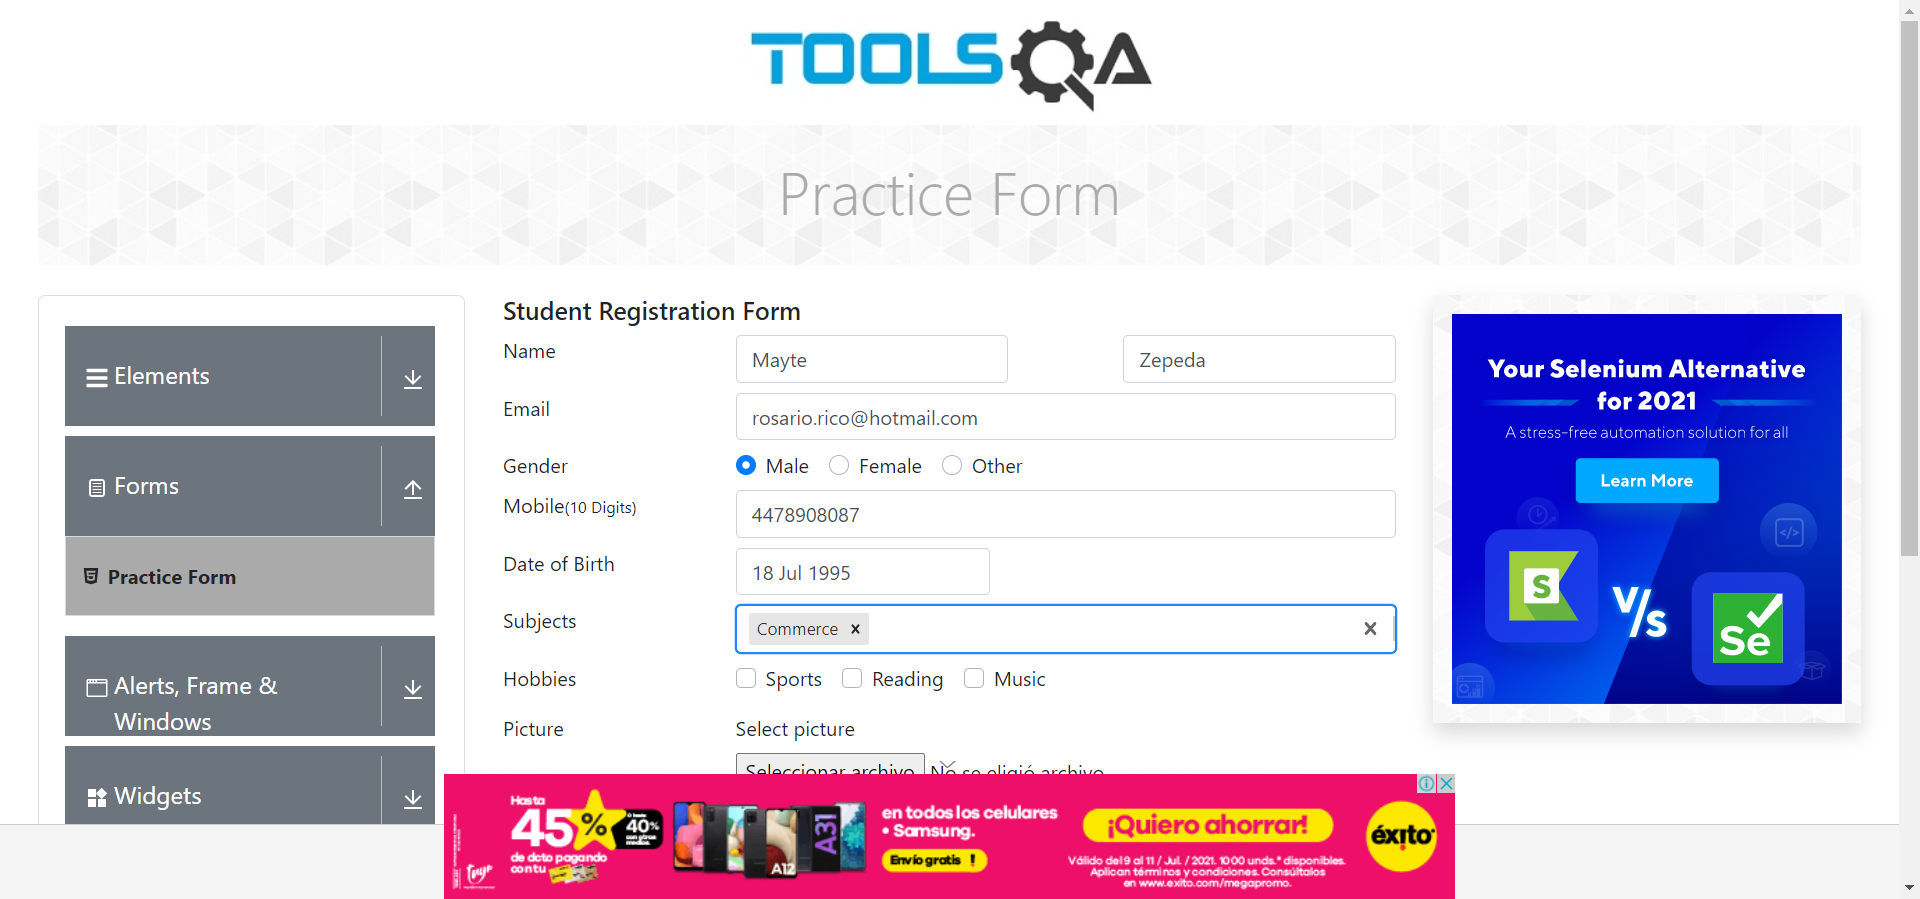 TOOLSQA
Practice Form
Elements
Forms
Practice Form
Alerts, Frame &
Windows
Widgets
Student Registration Form
Name
Mayte
Zepeda
Email
rosario.rico@hotmail.com
Gender
Male
Female
Other
Mobile(10 Digits)
4478908087
Date of Birth
18 Jul 1995
Subjects
Commerce
Hobbies
Sports
Reading
Music
Picture
Select picture
Seleccionar archivo
No se eligió archivo
Your Selenium Alternative
for 2021
A stress-free automation solution for all
Learn More
S
V/s
Se
Hasta
45%
40%
de dcto pagando
con tu
tuya
A12
A31
en todos los celulares
• Samsung.
Envío gratis !
¡Quiero ahorrar!
Válido del 9 al 11 / Jul. / 2021. 1000 unds.* disponibles.
Aplican términos y condiciones. Consúltalos
en www.exito.com/megapromo.
éxito